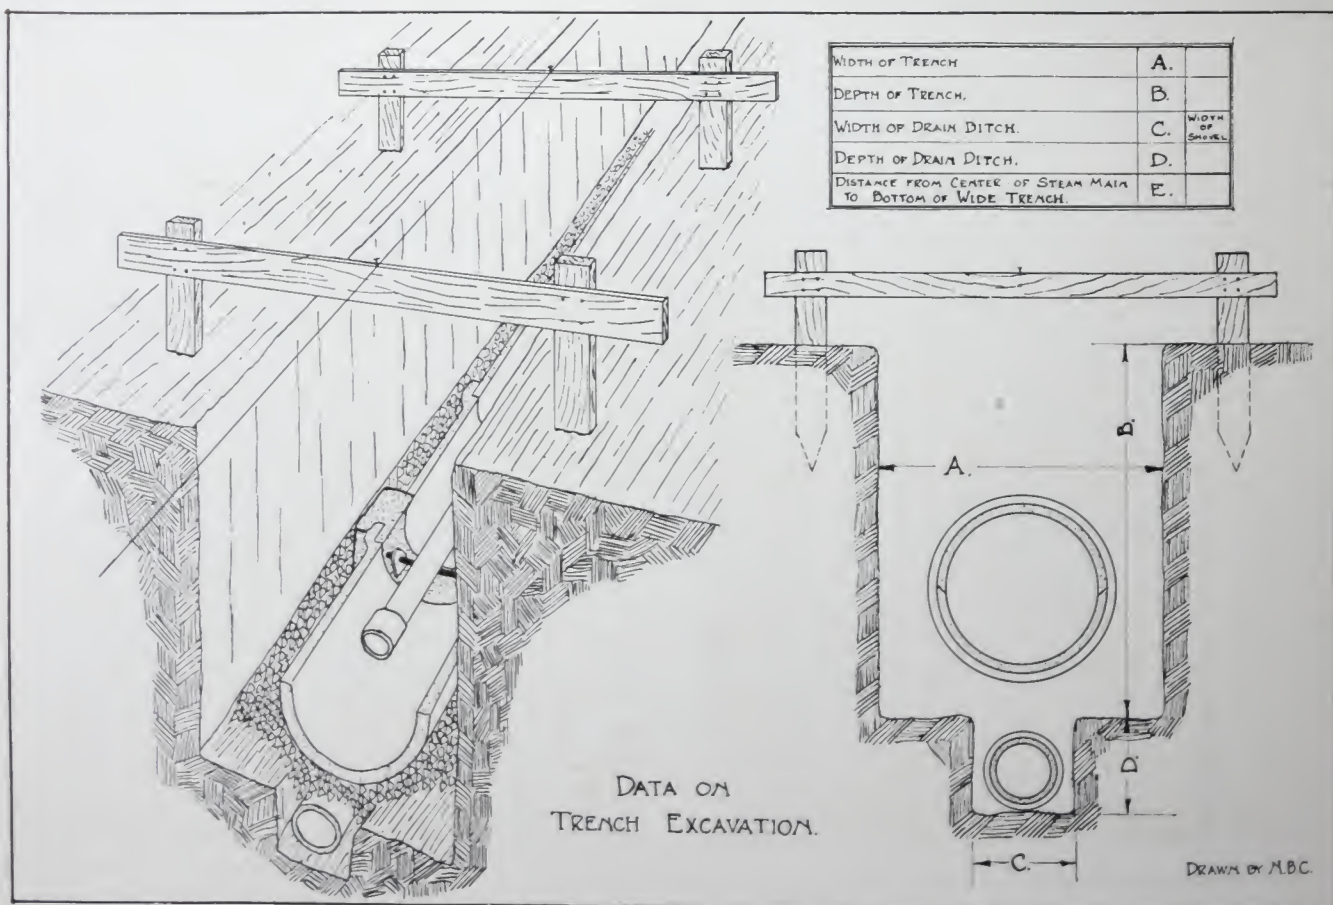 WIDTH OF TRENCH A.
DEPTH OF TRENCH. B.
WIDTH OF DRAIN DITCH. C. WIDTH OF SHOVEL
DEPTH OF DRAIN DITCH. D.
DISTANCE FROM CENTER OF STEAM MAIN
TO BOTTOM OF WIDE TRENCH. E.
B.
A.
D.
C.
DATA ON
TRENCH EXCAVATION.
DRAWN BY M.B.C.